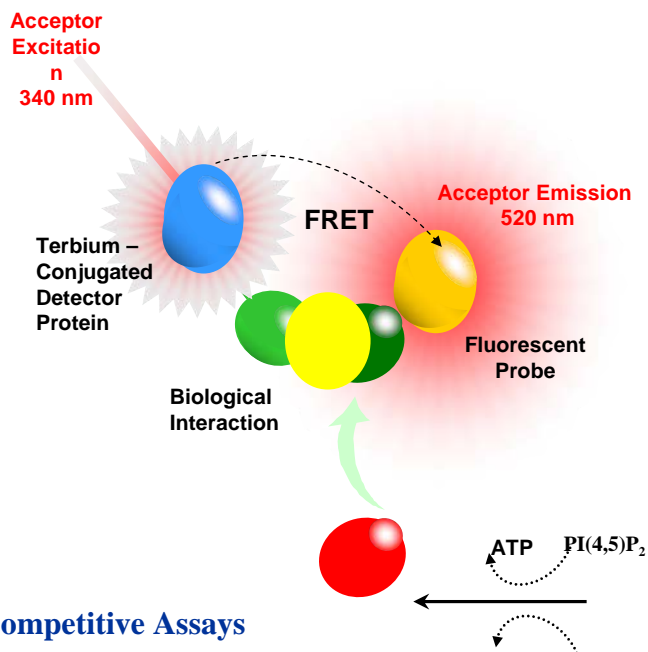 Acceptor
Excitatio
n
340 nm
Acceptor Emission
520 nm
FRET
Terbium –
Conjugated
Detector
Protein
Fluorescent
Probe
Biological
Interaction
ATP PI(4,5)P₂
ompetitive Assays